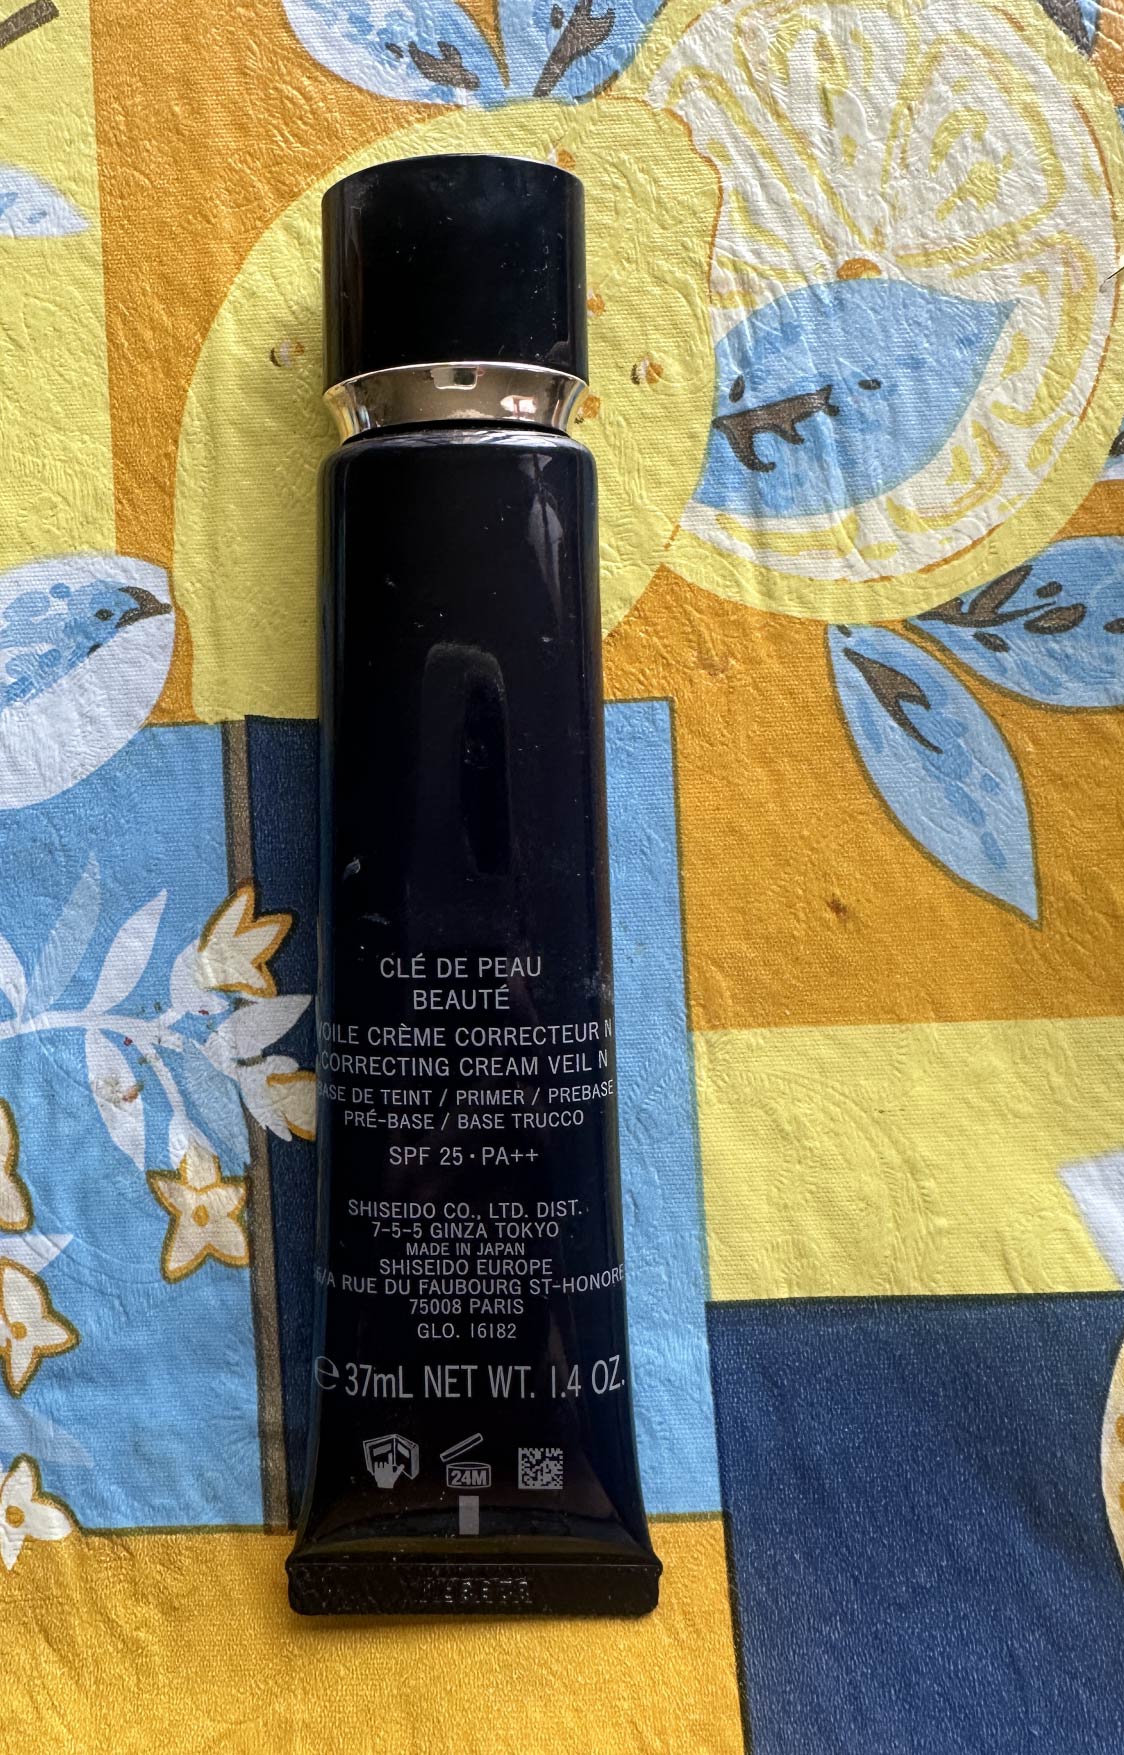 CLÉ DE PEAU
BEAUTÉ
VOILE CRÈME CORRECTEUR N
CORRECTING CREAM VEIL N
BASE DE TEINT / PRIMER / PREBASE
PRÉ-BASE / BASE TRUCCO
SPF 25 · PA++
SHISEIDO CO., LTD. DIST.
7-5-5 GINZA TOKYO
MADE IN JAPAN
SHISEIDO EUROPE
RUE DU FAUBOURG ST-HONORE
75008 PARIS
GLO. 16182
℮ 37mL NET WT. 1.4 OZ.
24M